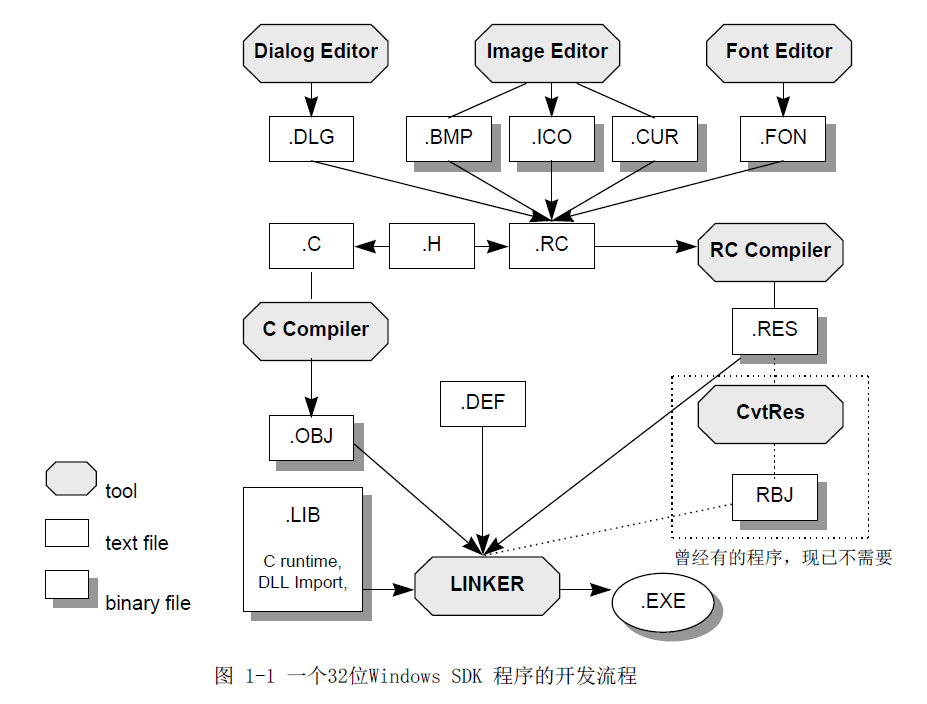 Dialog Editor
Image Editor
Font Editor
.DLG
.BMP
.ICO
.CUR
.FON
.C
.H
.RC
RC Compiler
C Compiler
.RES
.DEF
CvtRes
.OBJ
RBJ
tool
text file
binary file
.LIB
C runtime,
DLL Import,
曾经有的程序，现已不需要
LINKER
.EXE
图 1-1 一个32位Windows SDK 程序的开发流程